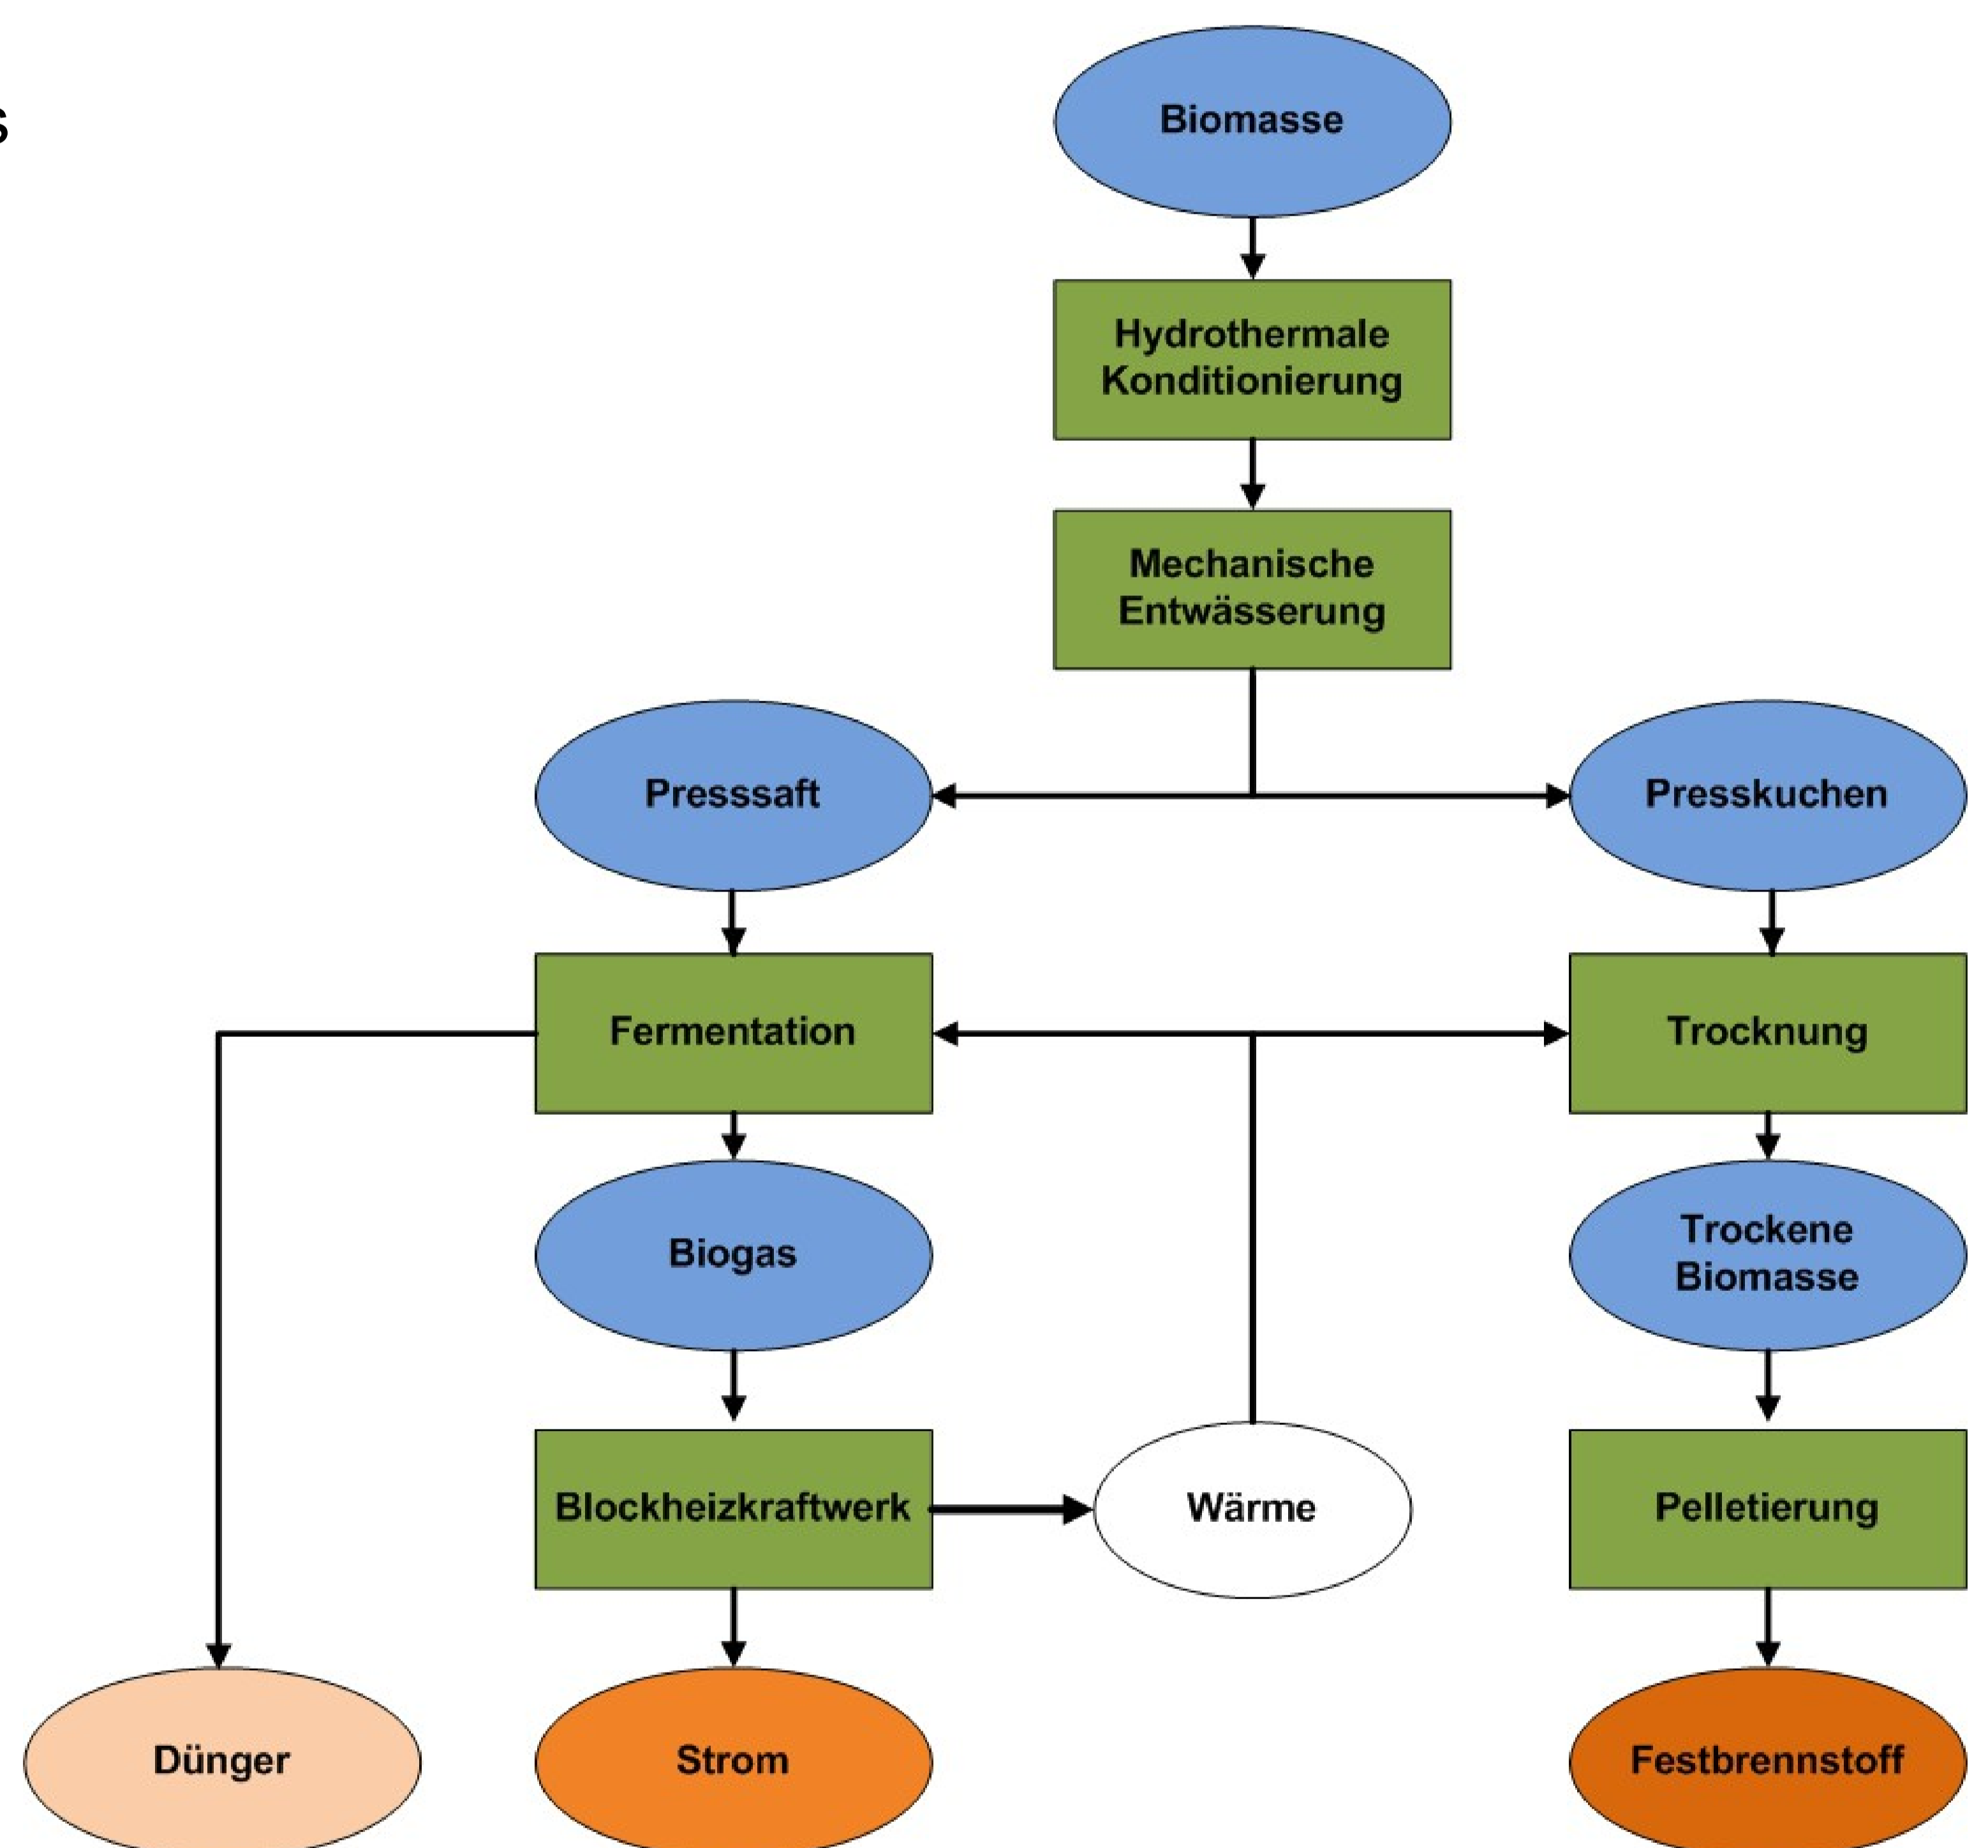 s
Biomasse
Hydrothermale
Konditionierung
Mechanische
Entwässerung
Presssaft
Presskuchen
Fermentation
Trocknung
Biogas
Trockene
Biomasse
Blockheizkraftwerk
Wärme
Pelletierung
Dünger
Strom
Festbrennstoff